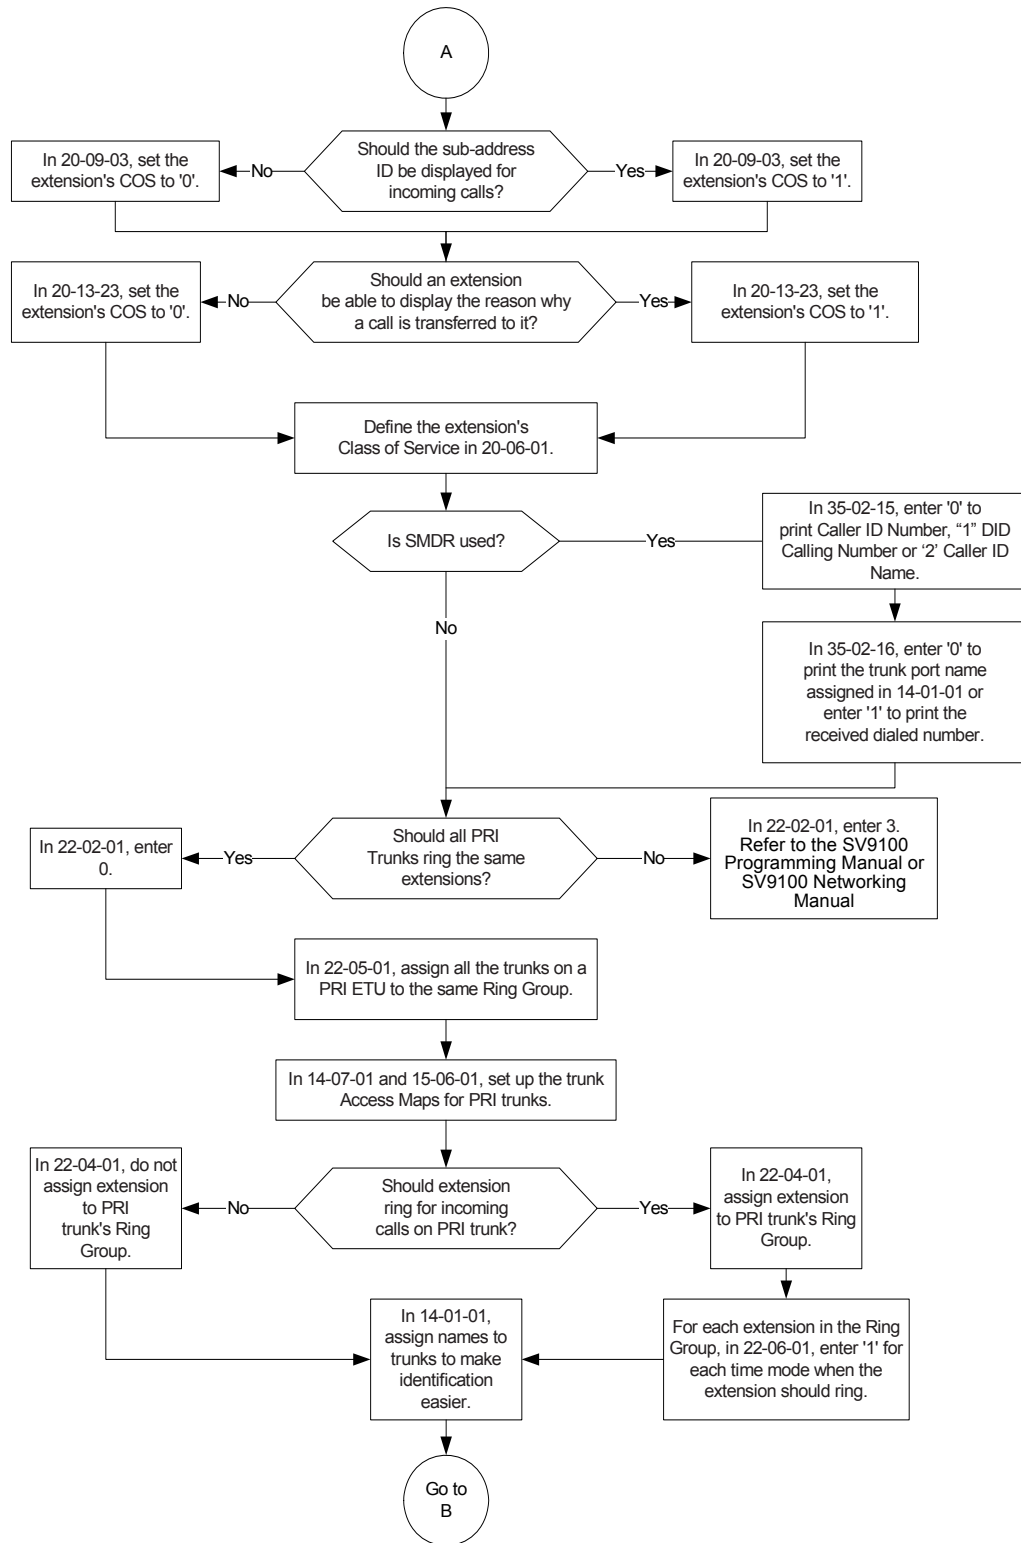 A
Should the sub-address
ID be displayed for
incoming calls?
No
Yes
In 20-09-03, set the
extension's COS to '0'.
In 20-09-03, set the
extension's COS to '1'.
Should an extension
be able to display the reason why
a call is transferred to it?
No
Yes
In 20-13-23, set the
extension's COS to '0'.
In 20-13-23, set the
extension's COS to '1'.
Define the extension's
Class of Service in 20-06-01.
Is SMDR used?
Yes
No
In 35-02-15, enter '0' to
print Caller ID Number, “1” DID
Calling Number or ‘2’ Caller ID
Name.
In 35-02-16, enter '0' to
print the trunk port name
assigned in 14-01-01 or
enter '1' to print the
received dialed number.
Should all PRI
Trunks ring the same
extensions?
Yes
No
In 22-02-01, enter
0.
In 22-02-01, enter 3.
Refer to the SV9100
Programming Manual or
SV9100 Networking
Manual
In 22-05-01, assign all the trunks on a
PRI ETU to the same Ring Group.
In 14-07-01 and 15-06-01, set up the trunk
Access Maps for PRI trunks.
Should extension
ring for incoming
calls on PRI trunk?
No
Yes
In 22-04-01, do not
assign extension
to PRI
trunk's Ring
Group.
In 22-04-01,
assign extension
to PRI trunk's Ring
Group.
For each extension in the Ring
Group, in 22-06-01, enter '1' for
each time mode when the
extension should ring.
In 14-01-01,
assign names to
trunks to make
identification
easier.
Go to
B